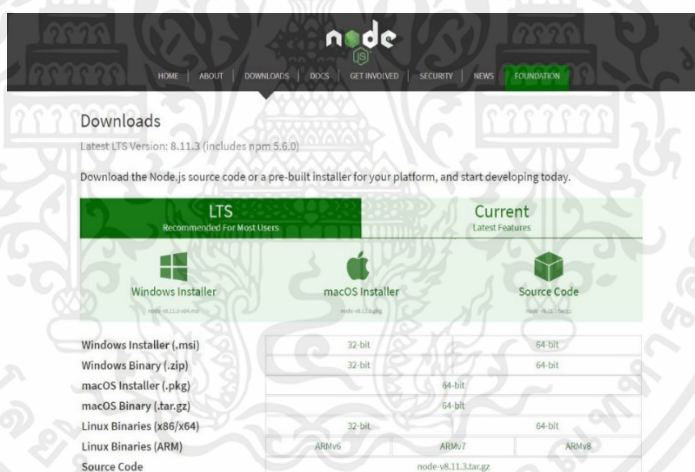 node
JS
HOME | ABOUT | DOWNLOADS | DOCS | GET INVOLVED | SECURITY | NEWS | FOUNDATION
Downloads
Latest LTS Version: 8.11.3 (includes npm 5.6.0)
Download the Node.js source code or a pre-built installer for your platform, and start developing today.
LTS Current
Recommended For Most Users Latest Features
Windows Installer macOS Installer Source Code
Windows Installer (.msi) 32-bit 64-bit
Windows Binary (.zip) 32-bit 64-bit
macOS Installer (.pkg) 64-bit
macOS Binary (.tar.gz) 64-bit
Linux Binaries (x86/x64) 32-bit 64-bit
Linux Binaries (ARM) ARMv6 ARMv7 ARMv8
Source Code node-v8.11.3.tar.gz